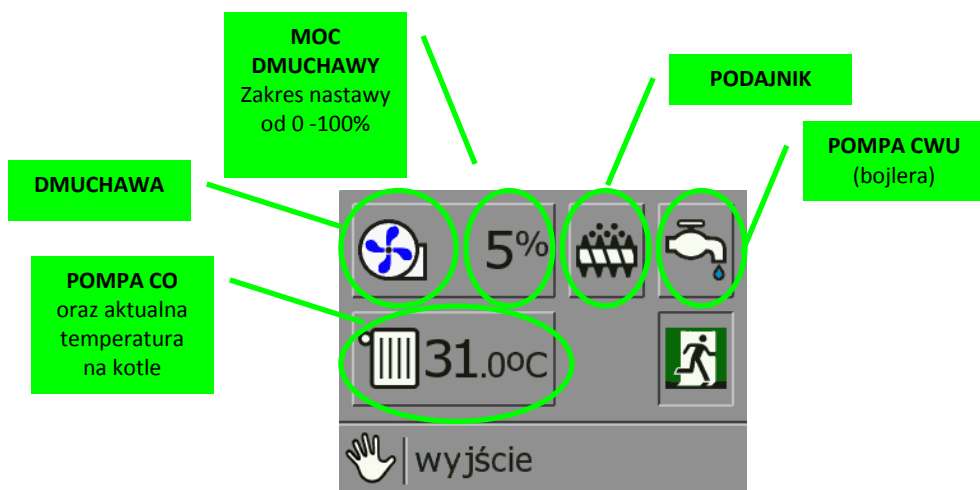 MOC
DMUCHAWY
Zakres nastawy
od 0 -100%
PODAJNIK
POMPA CWU
(bojlera)
DMUCHAWA
POMPA CO
oraz aktualna
temperatura
na kotle
5%
31.0ºC
wyjście